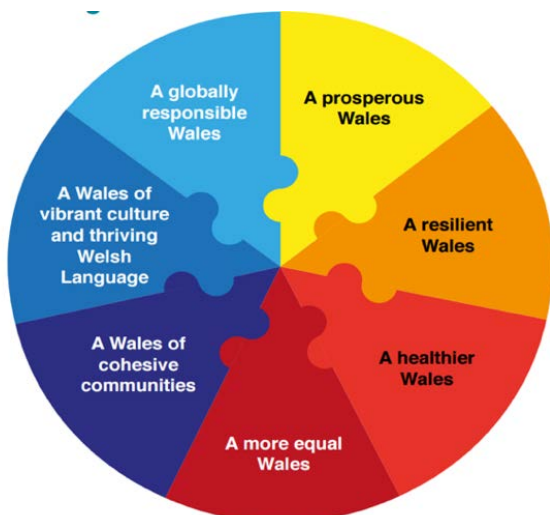 A prosperous
Wales
A resilient
Wales
A healthier
Wales
A more equal
Wales
A Wales of
cohesive
communities
A Wales of
vibrant culture
and thriving
Welsh
Language
A globally
responsible
Wales